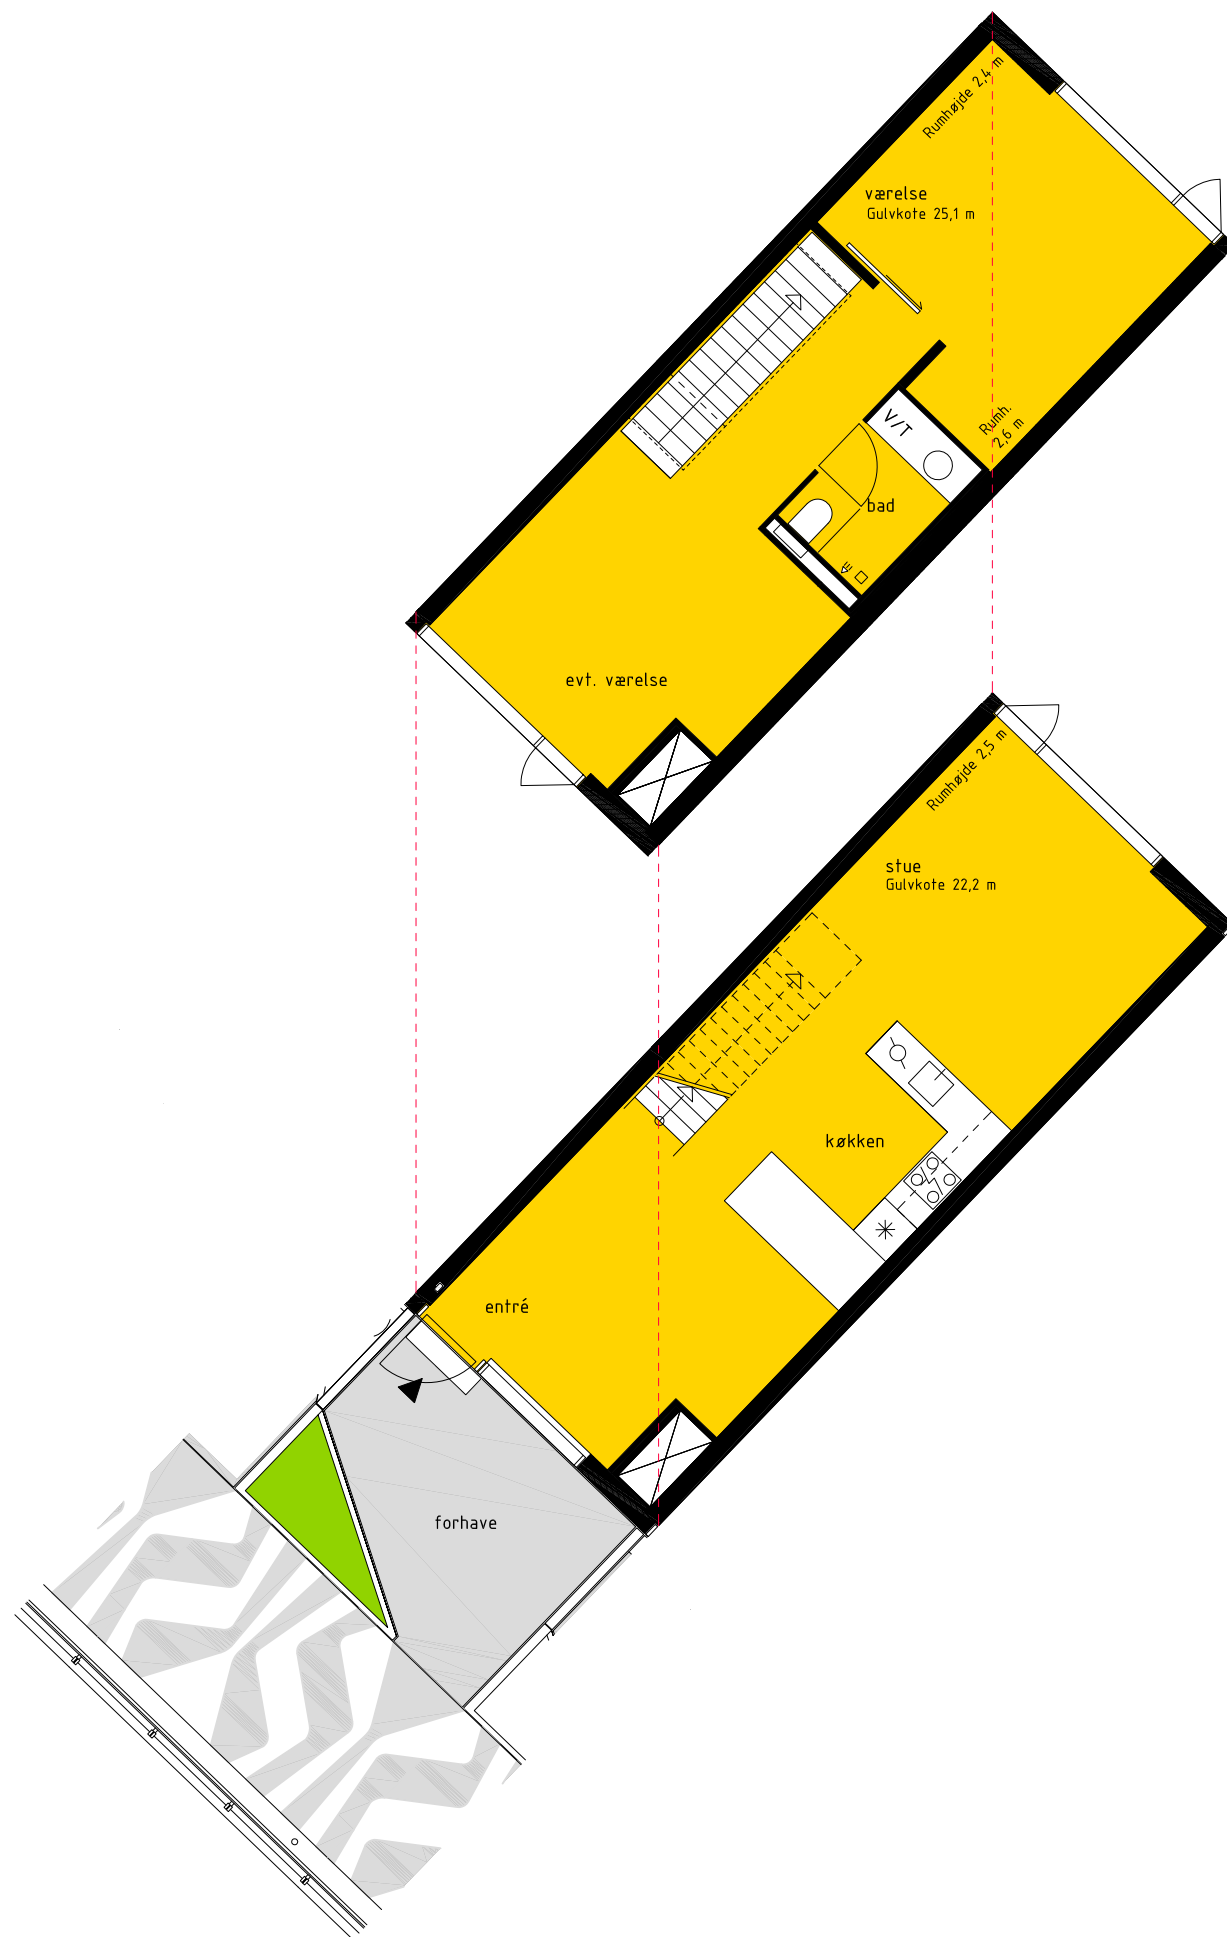 Rumhøjde 2,4 m
værelse
Gulvkote 25,1 m
Rumh.
2,6 m
V/T
bad
evt. værelse
Rumhøjde 2,5 m
stue
Gulvkote 22,2 m
køkken
entré
forhave